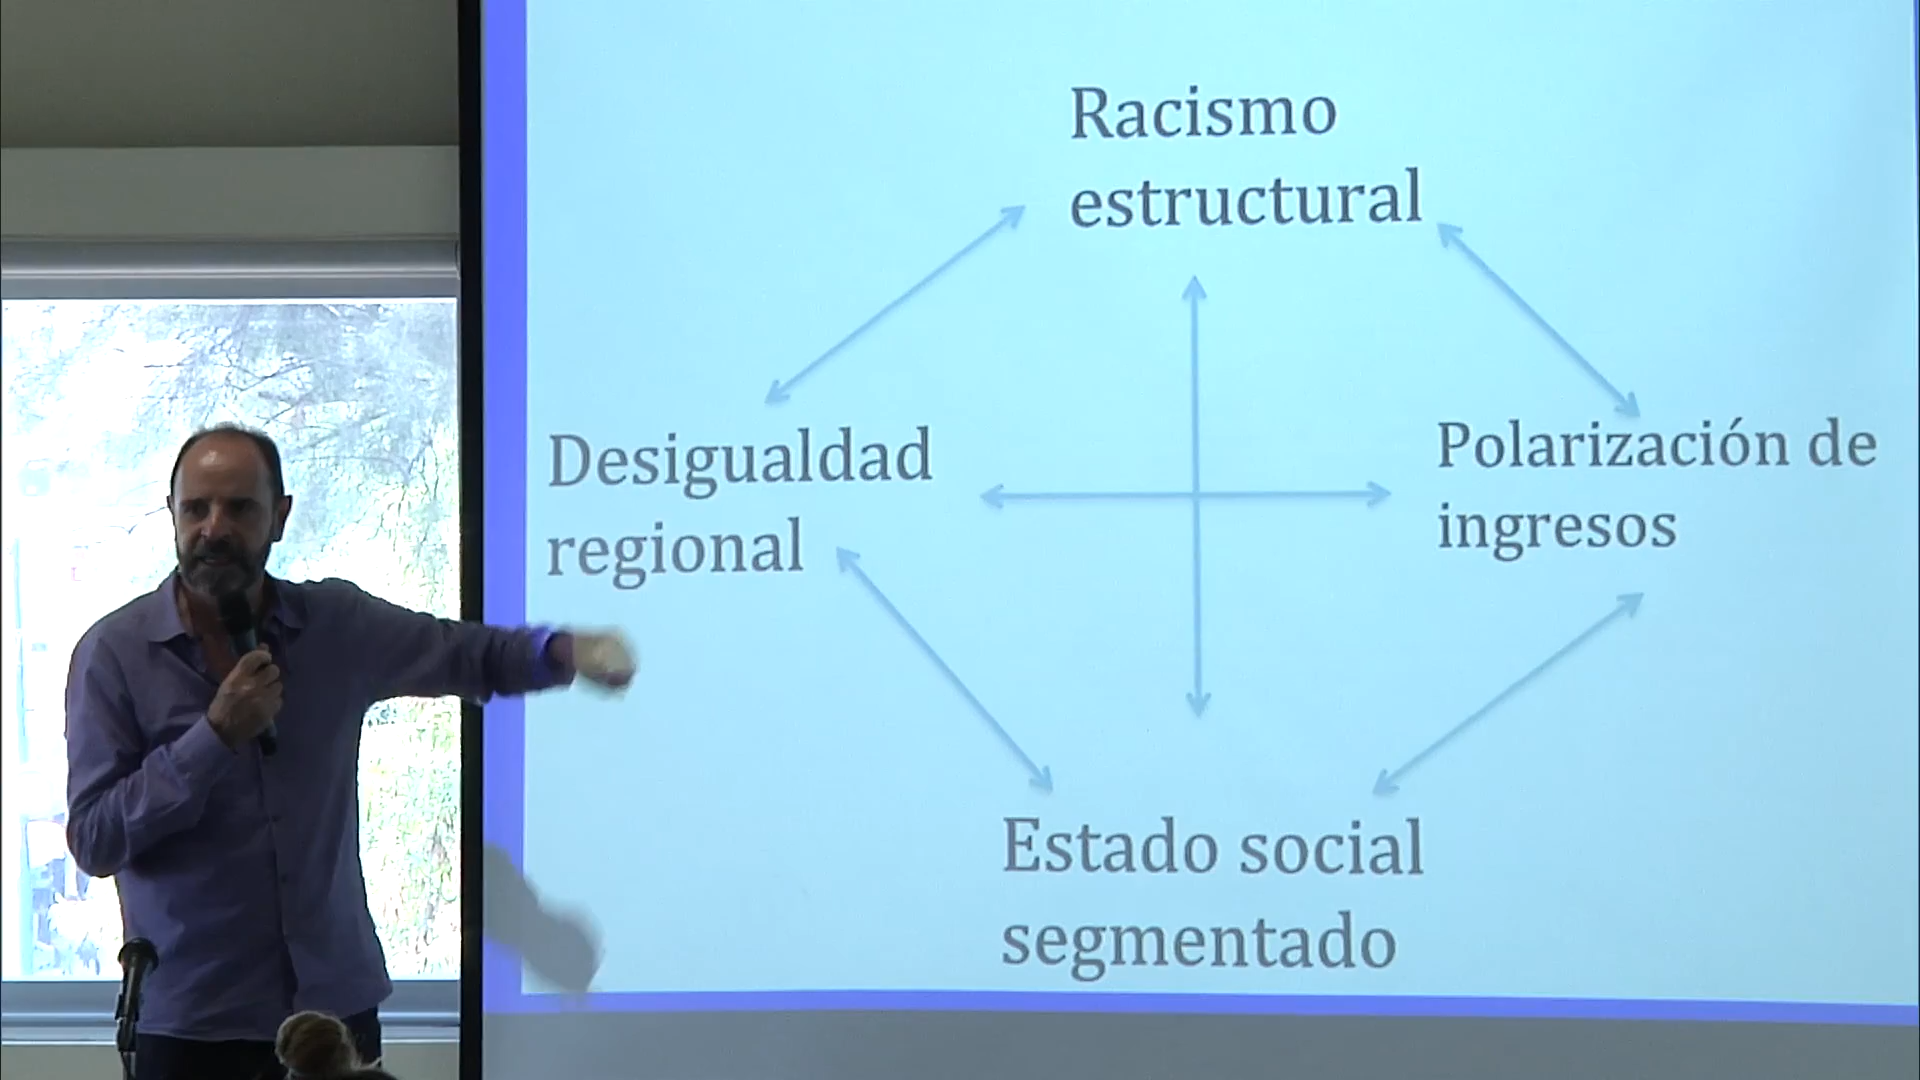 Racismo
estructural
Desigualdad
regional
Polarización de
ingresos
Estado social
segmentado